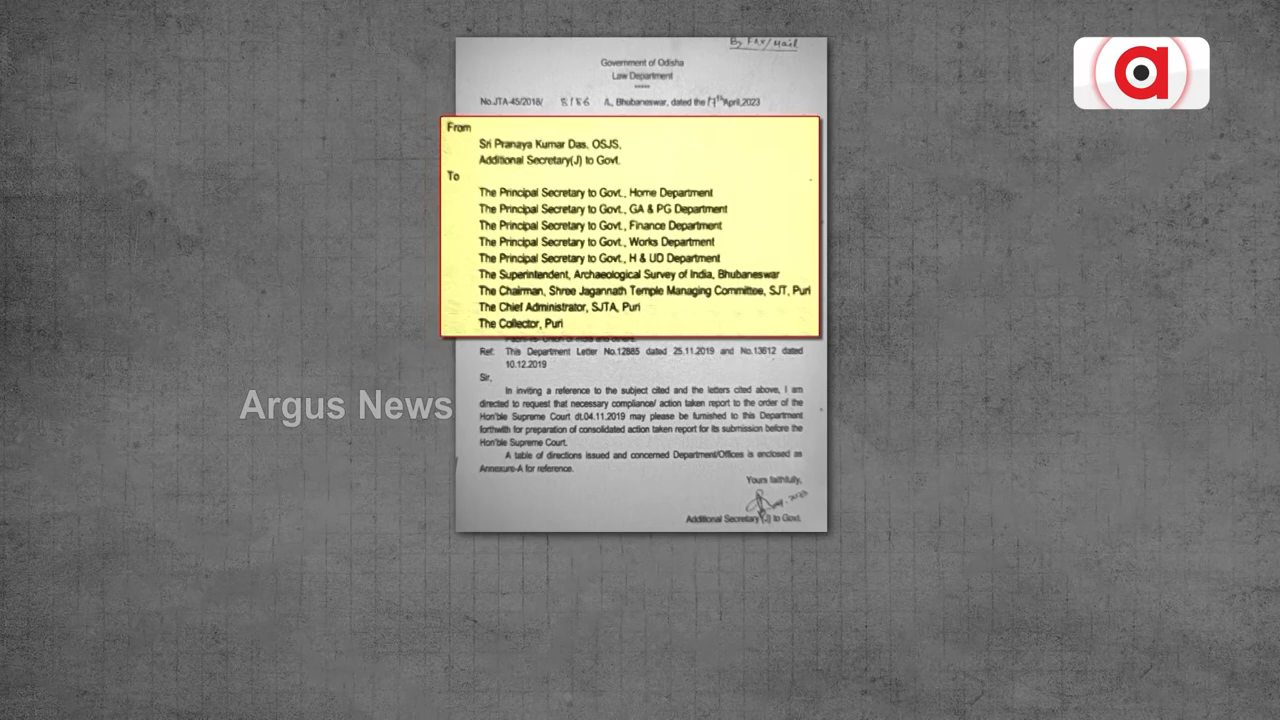 By Fax/Mail
Government of Odisha
Law Department
*****
No.JTA-45/2018/ 5186 /L, Bhubaneswar, dated the 17th April,2023
From
Sri Pranaya Kumar Das, OSJS,
Additional Secretary(J) to Govt.
To
The Principal Secretary to Govt., Home Department
The Principal Secretary to Govt., GA & PG Department
The Principal Secretary to Govt., Finance Department
The Principal Secretary to Govt., Works Department
The Principal Secretary to Govt., H & UD Department
The Superintendent, Archaeological Survey of India, Bhubaneswar
The Chairman, Shree Jagannath Temple Managing Committee, SJT, Puri
The Chief Administrator, SJTA, Puri
The Collector, Puri
Ref: This Department Letter No.12885 dated 25.11.2019 and No.13612 dated
10.12.2019
Sir,
In inviting a reference to the subject cited and the letters cited above, I am
directed to request that necessary compliance/ action taken report to the order of the
Hon'ble Supreme Court dt.04.11.2019 may please be furnished to this Department
forthwith for preparation of consolidated action taken report for its submission before the
Hon'ble Supreme Court.
A table of directions issued and concerned Department/Offices is enclosed as
Annexure-A for reference.
Yours faithfully,
Additional Secretary (J) to Govt.
Argus News
a